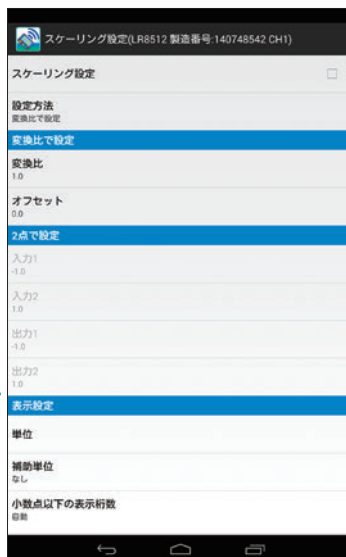 スケーリング設定(LR8512 製造番号:140748542 CH1)
スケーリング設定
設定方法
変換比で設定
変換比で設定
変換比
1.0
オフセット
0.0
2点で設定
入力1
-1.0
入力2
1.0
出力1
-1.0
出力2
1.0
表示設定
単位
補助単位
なし
小数点以下の表示桁数
自動